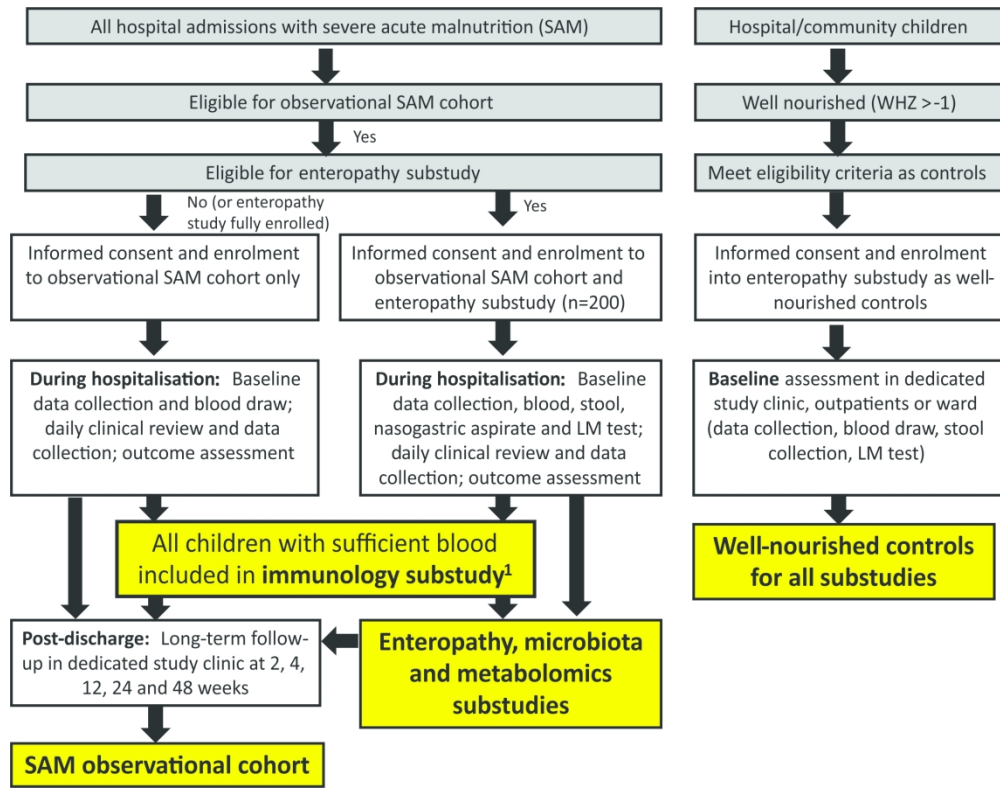 All hospital admissions with severe acute malnutrition (SAM)
Eligible for observational SAM cohort
Yes
Eligible for enteropathy substudy
No (or enteropathy
study fully enrolled)
Yes
Informed consent and enrolment
to observational SAM cohort only
Informed consent and enrolment to
observational SAM cohort and
enteropathy substudy (n=200)
During hospitalisation: Baseline
data collection and blood draw;
daily clinical review and data
collection; outcome assessment
During hospitalisation: Baseline
data collection, blood, stool,
nasogastric aspirate and LM test;
daily clinical review and data
collection; outcome assessment
All children with sufficient blood
included in immunology substudy¹
Post-discharge: Long-term follow-
up in dedicated study clinic at 2, 4,
12, 24 and 48 weeks
Enteropathy, microbiota
and metabolomics
substudies
SAM observational cohort
Hospital/community children
Well nourished (WHZ >-1)
Meet eligibility criteria as controls
Informed consent and enrolment
into enteropathy substudy as well-
nourished controls
Baseline assessment in dedicated
study clinic, outpatients or ward
(data collection, blood draw, stool
collection, LM test)
Well-nourished controls
for all substudies